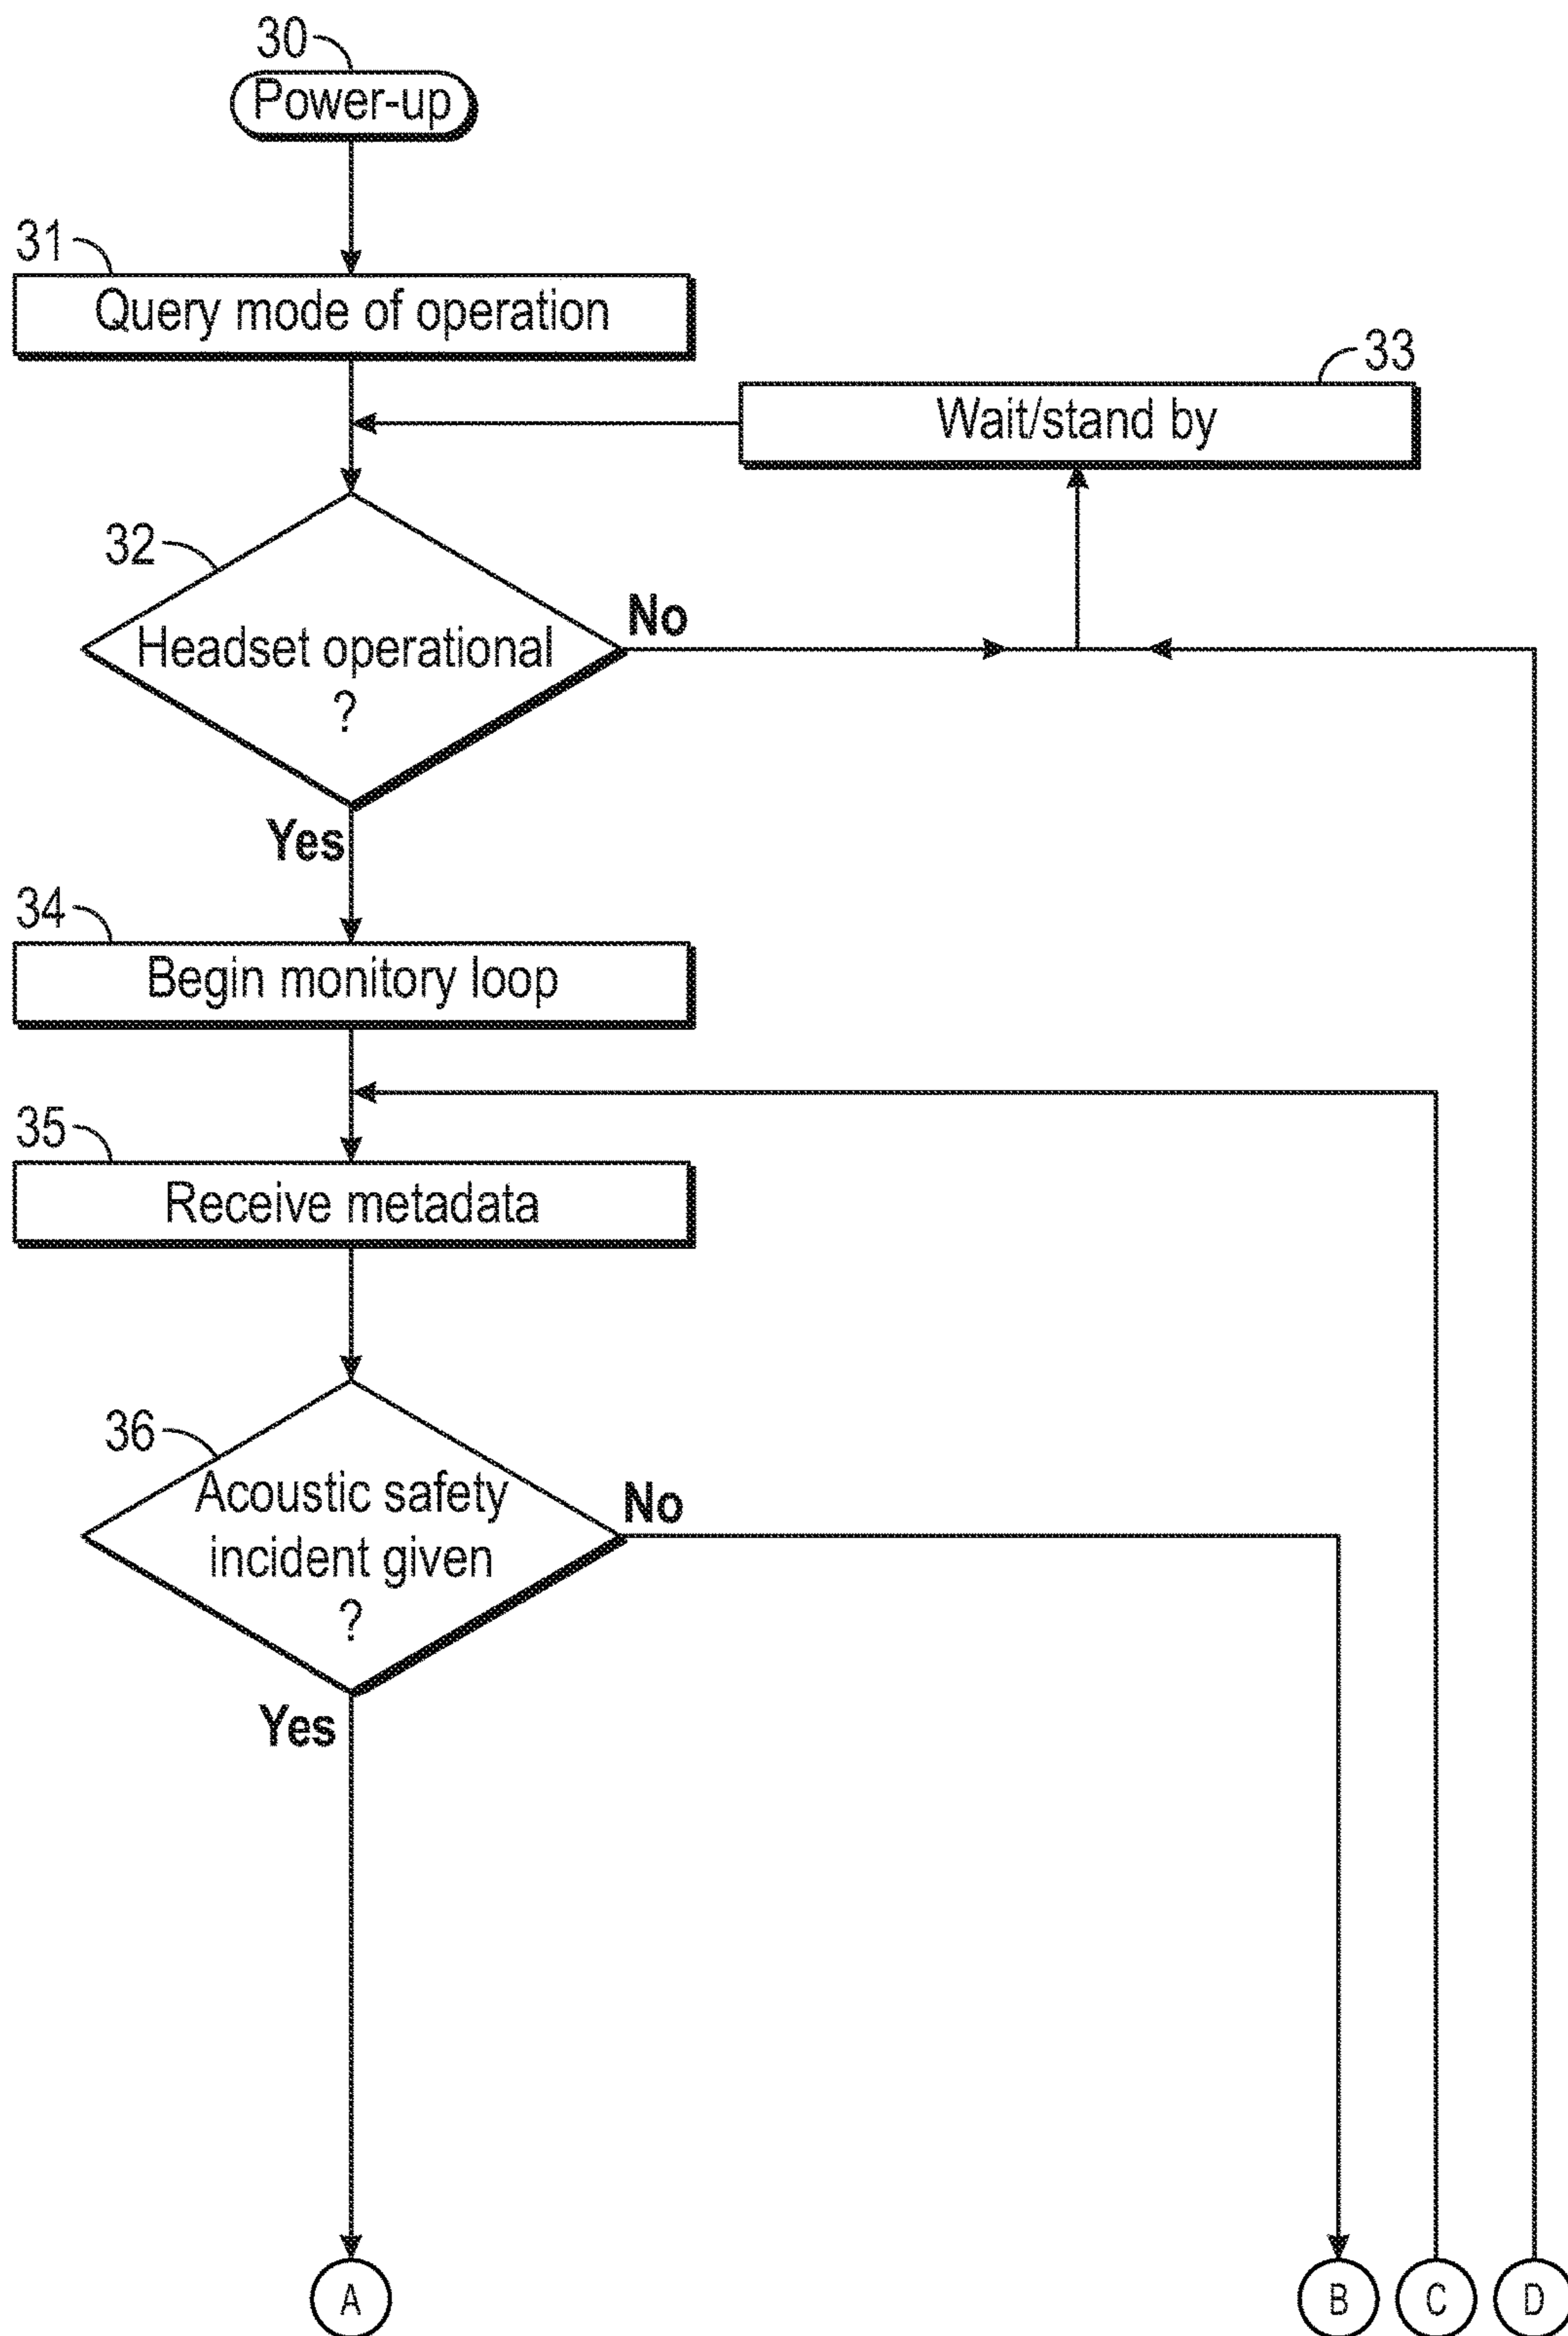 30
Power-up
31
Query mode of operation
33
Wait/stand by
32
Headset operational
?
No
Yes
34
Begin monitory loop
35
Receive metadata
36
Acoustic safety
incident given
?
No
Yes
A
B
C
D